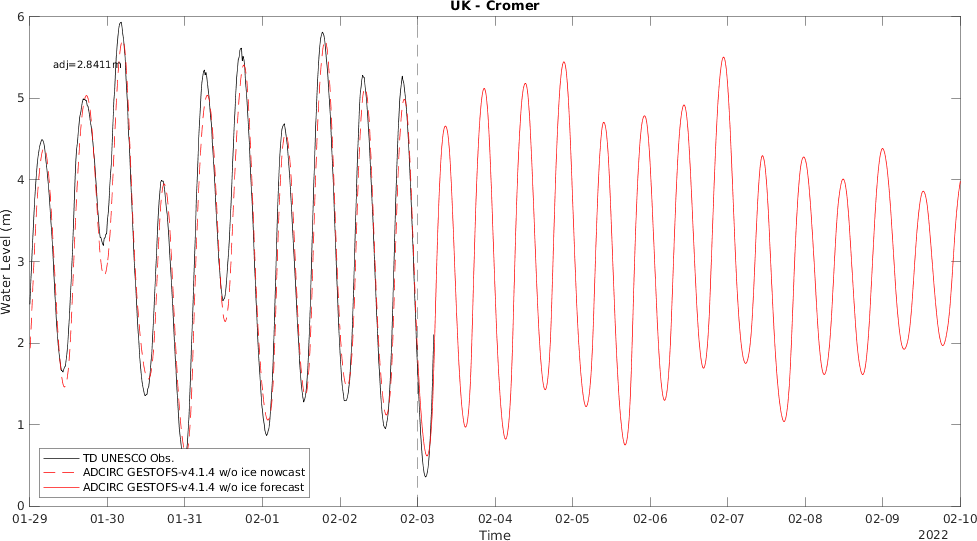 UK - Cromer
6
adj=2.8411m
5
4
3
2
1
0
Water Level (m)
TD UNESCO Obs.
ADCIRC GESTOFS-v4.1.4 w/o ice nowcast
ADCIRC GESTOFS-v4.1.4 w/o ice forecast
01-29 01-30 01-31 02-01 02-02 02-03 02-04 02-05 02-06 02-07 02-08 02-09 02-10
Time
2022